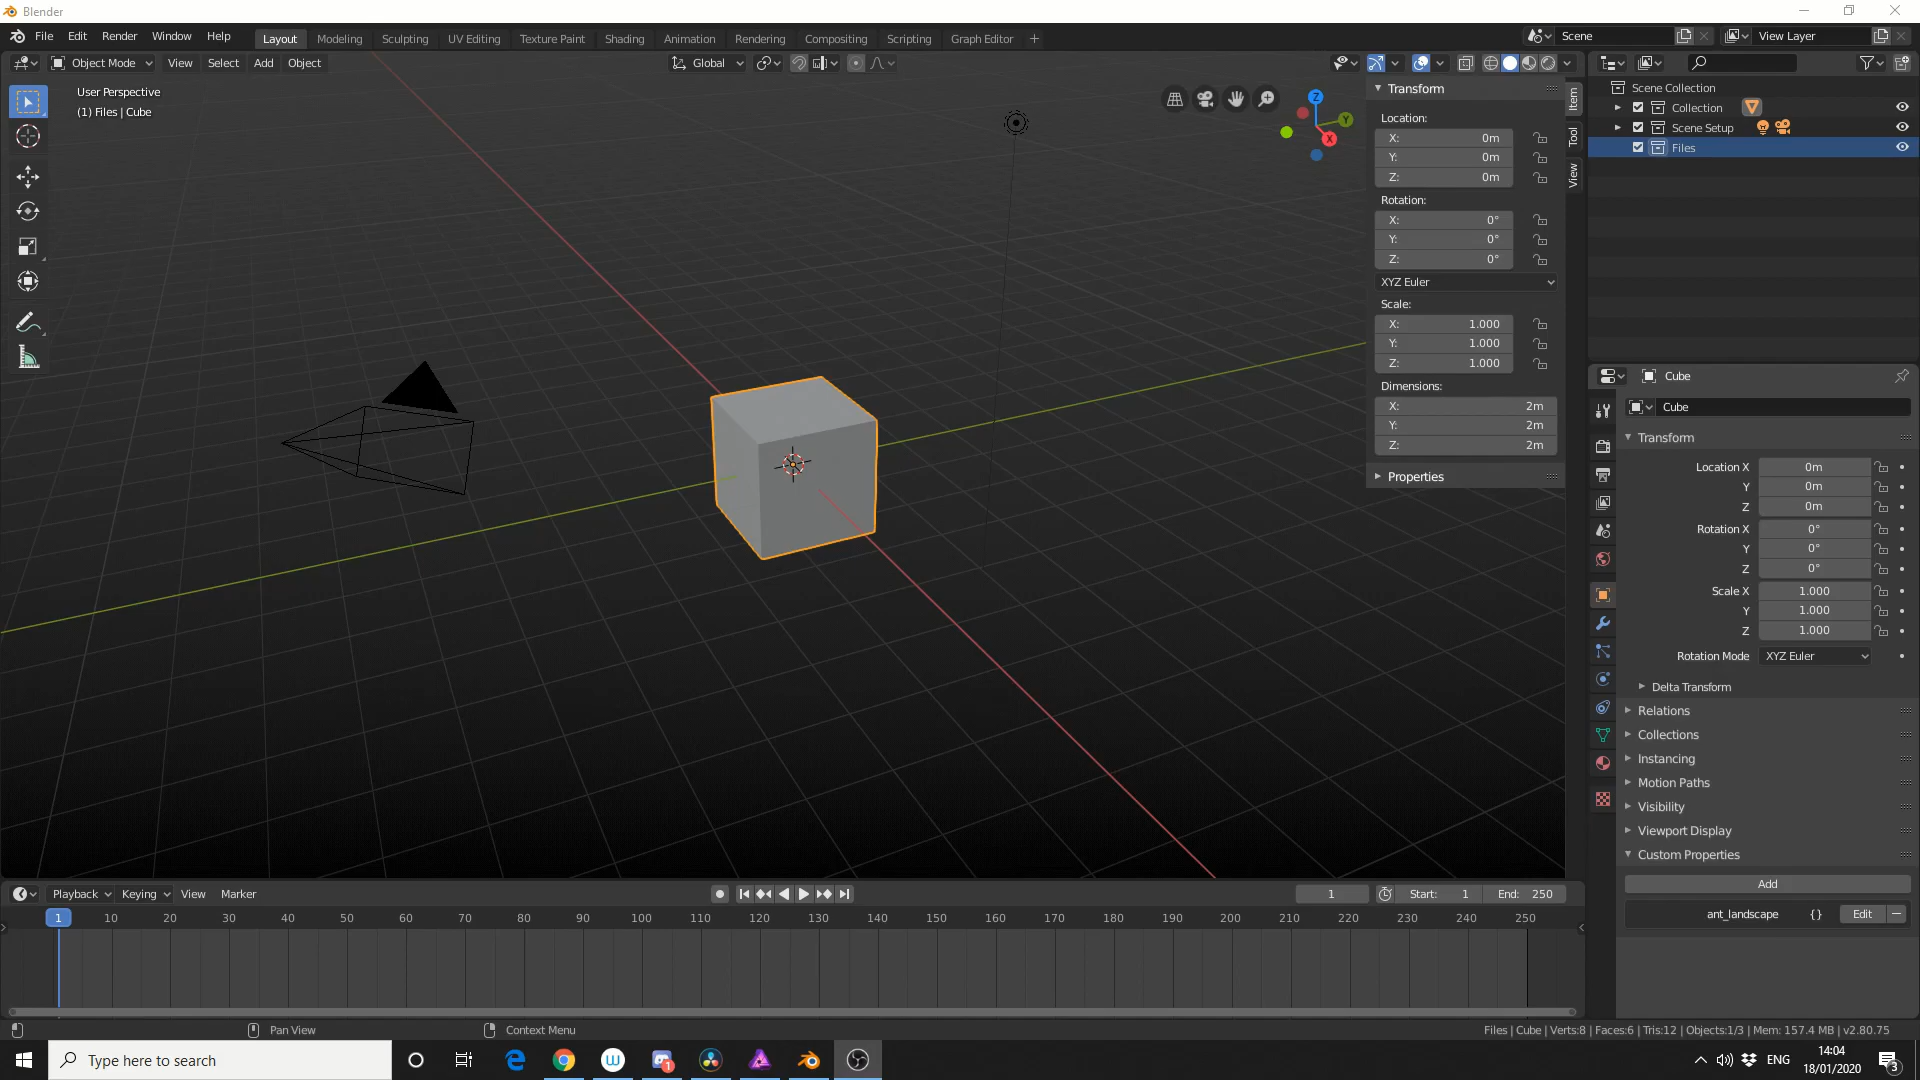 Blender
File Edit Render Window Help
Layout Modeling Sculpting UV Editing Texture Paint Shading Animation Rendering Compositing Scripting Graph Editor +
Scene View Layer
Object Mode View Select Add Object
Global
User Perspective
(1) Files | Cube
Z
Y
X
Transform
Location:
X: 0m
Y: 0m
Z: 0m
Rotation:
X: 0°
Y: 0°
Z: 0°
XYZ Euler
Scale:
X: 1.000
Y: 1.000
Z: 1.000
Dimensions:
X: 2m
Y: 2m
Z: 2m
Properties
Item
Tool
View
Scene Collection
Collection
Scene Setup
Files
Cube
Cube
Transform
Location X 0m
Y 0m
Z 0m
Rotation X 0°
Y 0°
Z 0°
Scale X 1.000
Y 1.000
Z 1.000
Rotation Mode XYZ Euler
Delta Transform
Relations
Collections
Instancing
Motion Paths
Visibility
Viewport Display
Custom Properties
Add
ant_landscape {} Edit
Playback Keying View Marker
1 Start: 1 End: 250
1 10 20 30 40 50 60 70 80 90 100 110 120 130 140 150 160 170 180 190 200 210 220 230 240 250
Pan View Context Menu
Files | Cube | Verts:8 | Faces:6 | Tris:12 | Objects:1/3 | Mem: 157.4 MB | v2.80.75
Type here to search
1
ENG
14:04
18/01/2020
3